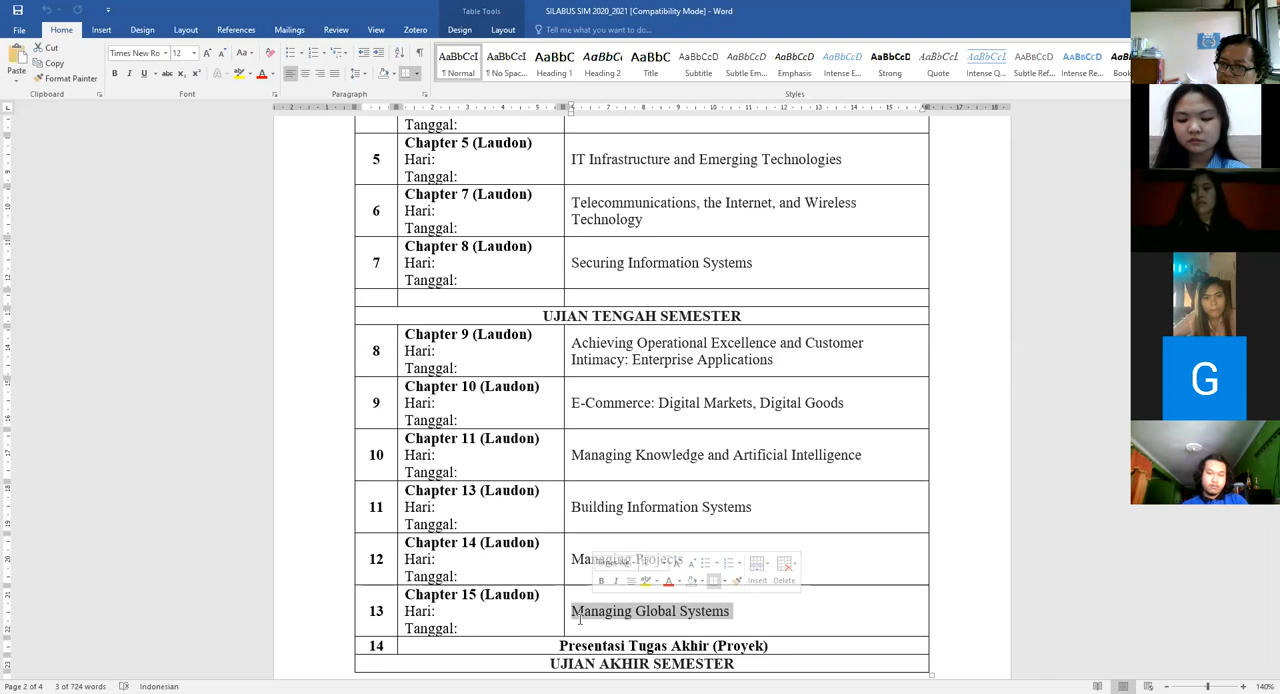 Table Tools
SILABUS SIM 2020_2021 [Compatibility Mode] - Word
File Home Insert Design Layout References Mailings Review View Zotero Design Layout Tell me what you want to do...
Paste
Cut
Copy
Format Painter
Clipboard
Times New Ro 12
B I U abc x₂ x²
Font
Paragraph
AaBbCcI ¶ Normal
AaBbCcI ¶ No Spac...
AaBbC Heading 1
AaBbCc Heading 2
AaBbC Title
AaBbCcD Subtitle
AaBbCcD Subtle Em...
AaBbCcD Emphasis
AaBbCcD Intense E...
AaBbCcD Strong
AaBbCcI Quote
AaBbCcI Intense Q...
AaBbCcD Subtle Ref...
AaBbCcD Intense Re...
Styles
Tanggal:
5
Chapter 5 (Laudon)
Hari:
Tanggal:
IT Infrastructure and Emerging Technologies
6
Chapter 7 (Laudon)
Hari:
Tanggal:
Telecommunications, the Internet, and Wireless
Technology
7
Chapter 8 (Laudon)
Hari:
Tanggal:
Securing Information Systems
UJIAN TENGAH SEMESTER
8
Chapter 9 (Laudon)
Hari:
Tanggal:
Achieving Operational Excellence and Customer
Intimacy: Enterprise Applications
9
Chapter 10 (Laudon)
Hari:
Tanggal:
E-Commerce: Digital Markets, Digital Goods
10
Chapter 11 (Laudon)
Hari:
Tanggal:
Managing Knowledge and Artificial Intelligence
11
Chapter 13 (Laudon)
Hari:
Tanggal:
Building Information Systems
12
Chapter 14 (Laudon)
Hari:
Tanggal:
Managing Projects
Insert Delete
13
Chapter 15 (Laudon)
Hari:
Tanggal:
Managing Global Systems
14
Presentasi Tugas Akhir (Proyek)
UJIAN AKHIR SEMESTER
G
Page 2 of 4 3 of 724 words Indonesian
140%